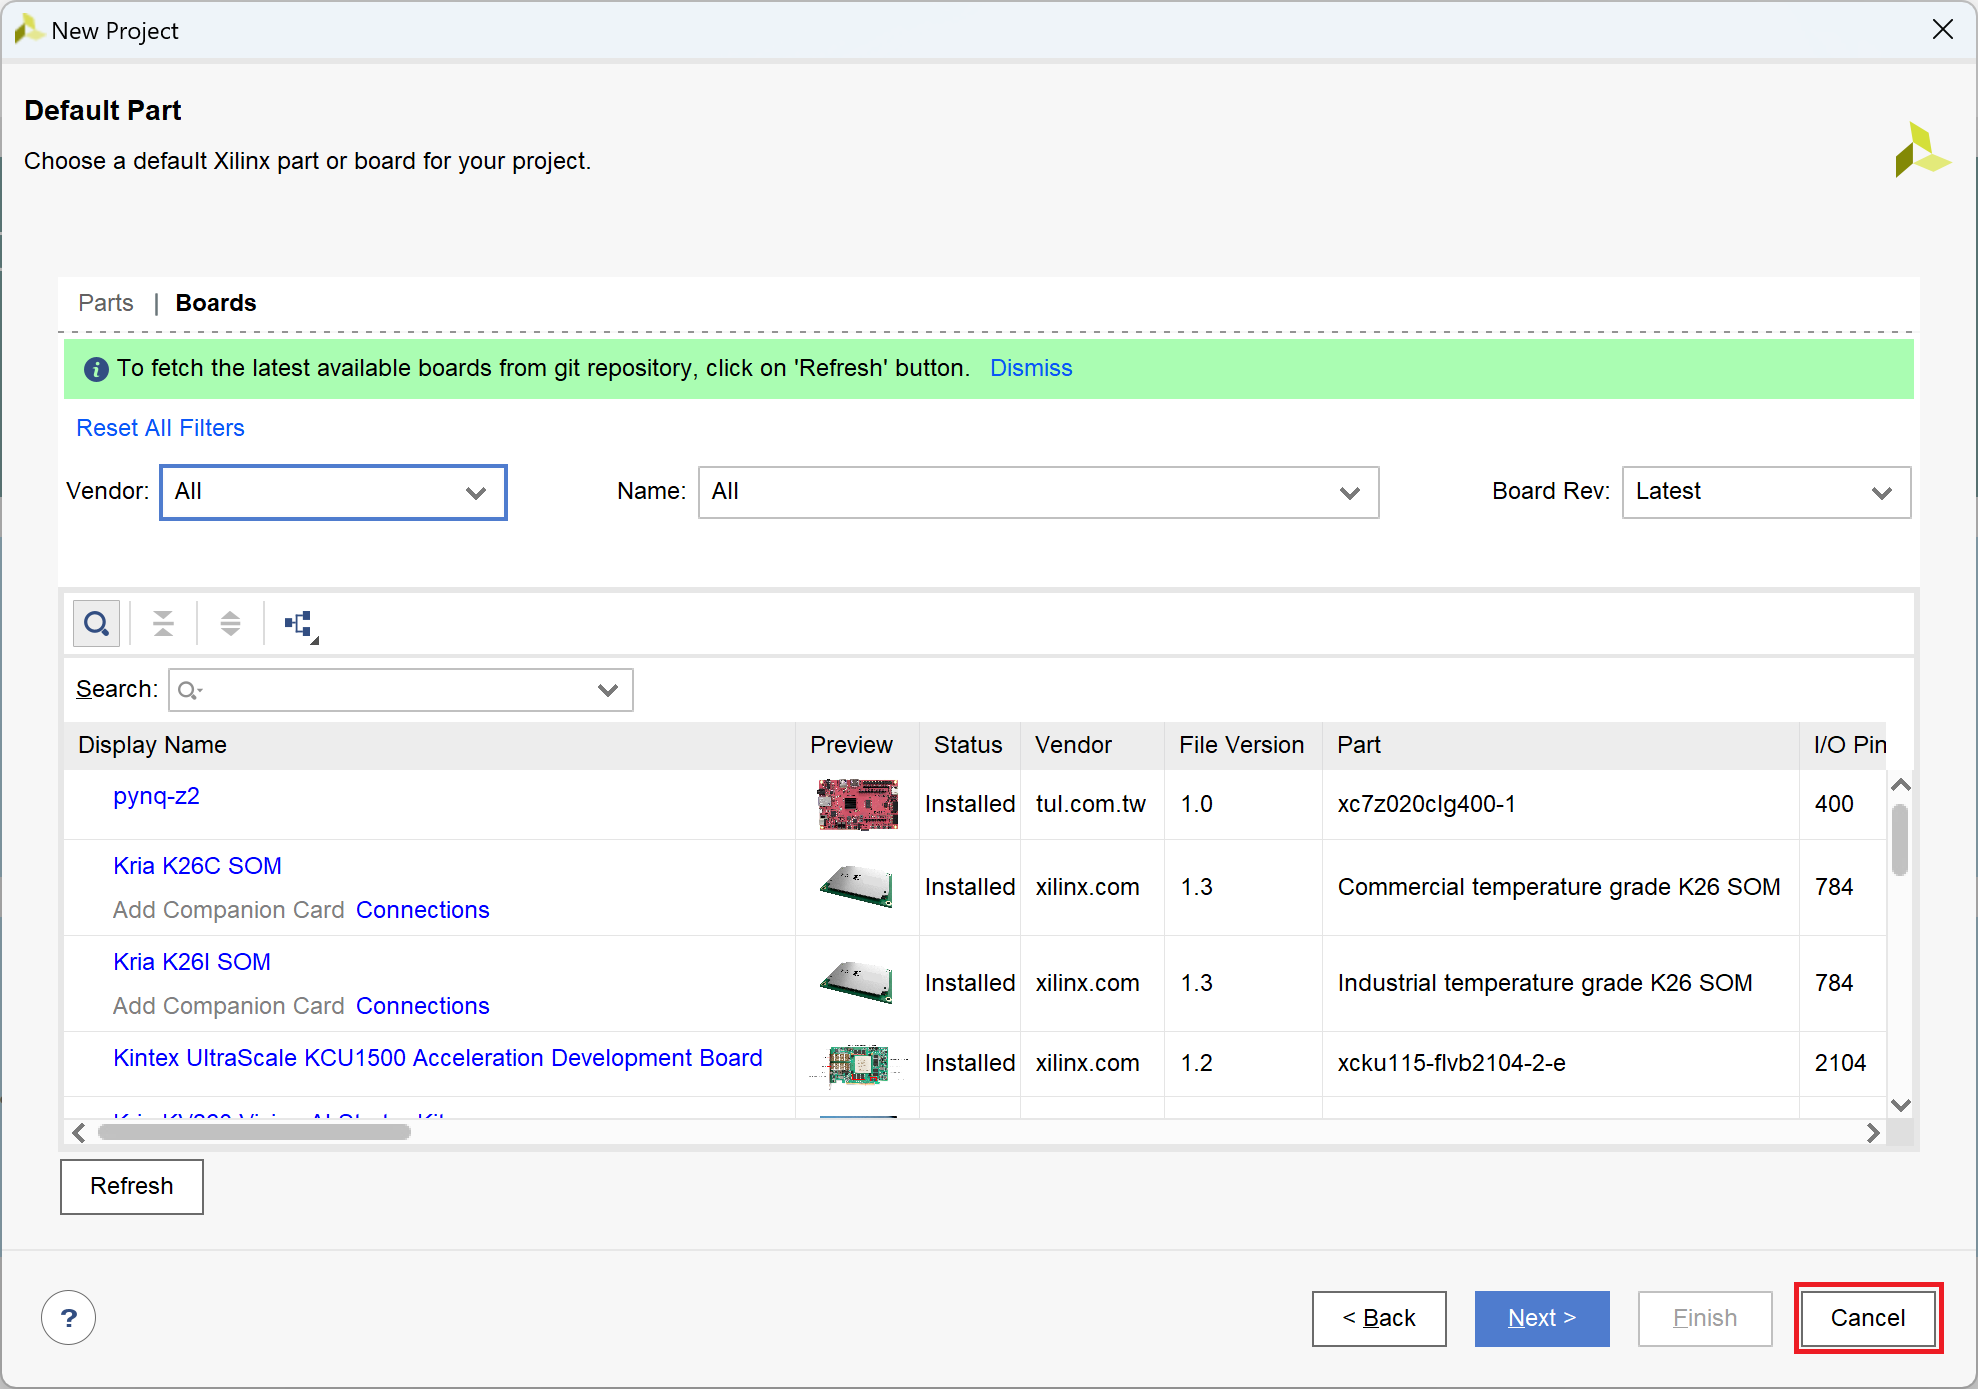 New Project
Default Part
Choose a default Xilinx part or board for your project.
Parts | Boards
To fetch the latest available boards from git repository, click on 'Refresh' button. Dismiss
Reset All Filters
Vendor: All Name: All Board Rev: Latest
Search:
Display Name Preview Status Vendor File Version Part I/O Pin
pynq-z2 Installed tul.com.tw 1.0 xc7z020clg400-1 400
Kria K26C SOM
Add Companion Card Connections Installed xilinx.com 1.3 Commercial temperature grade K26 SOM 784
Kria K26I SOM
Add Companion Card Connections Installed xilinx.com 1.3 Industrial temperature grade K26 SOM 784
Kintex UltraScale KCU1500 Acceleration Development Board Installed xilinx.com 1.2 xcku115-flvb2104-2-e 2104
Refresh
? < Back Next > Finish Cancel